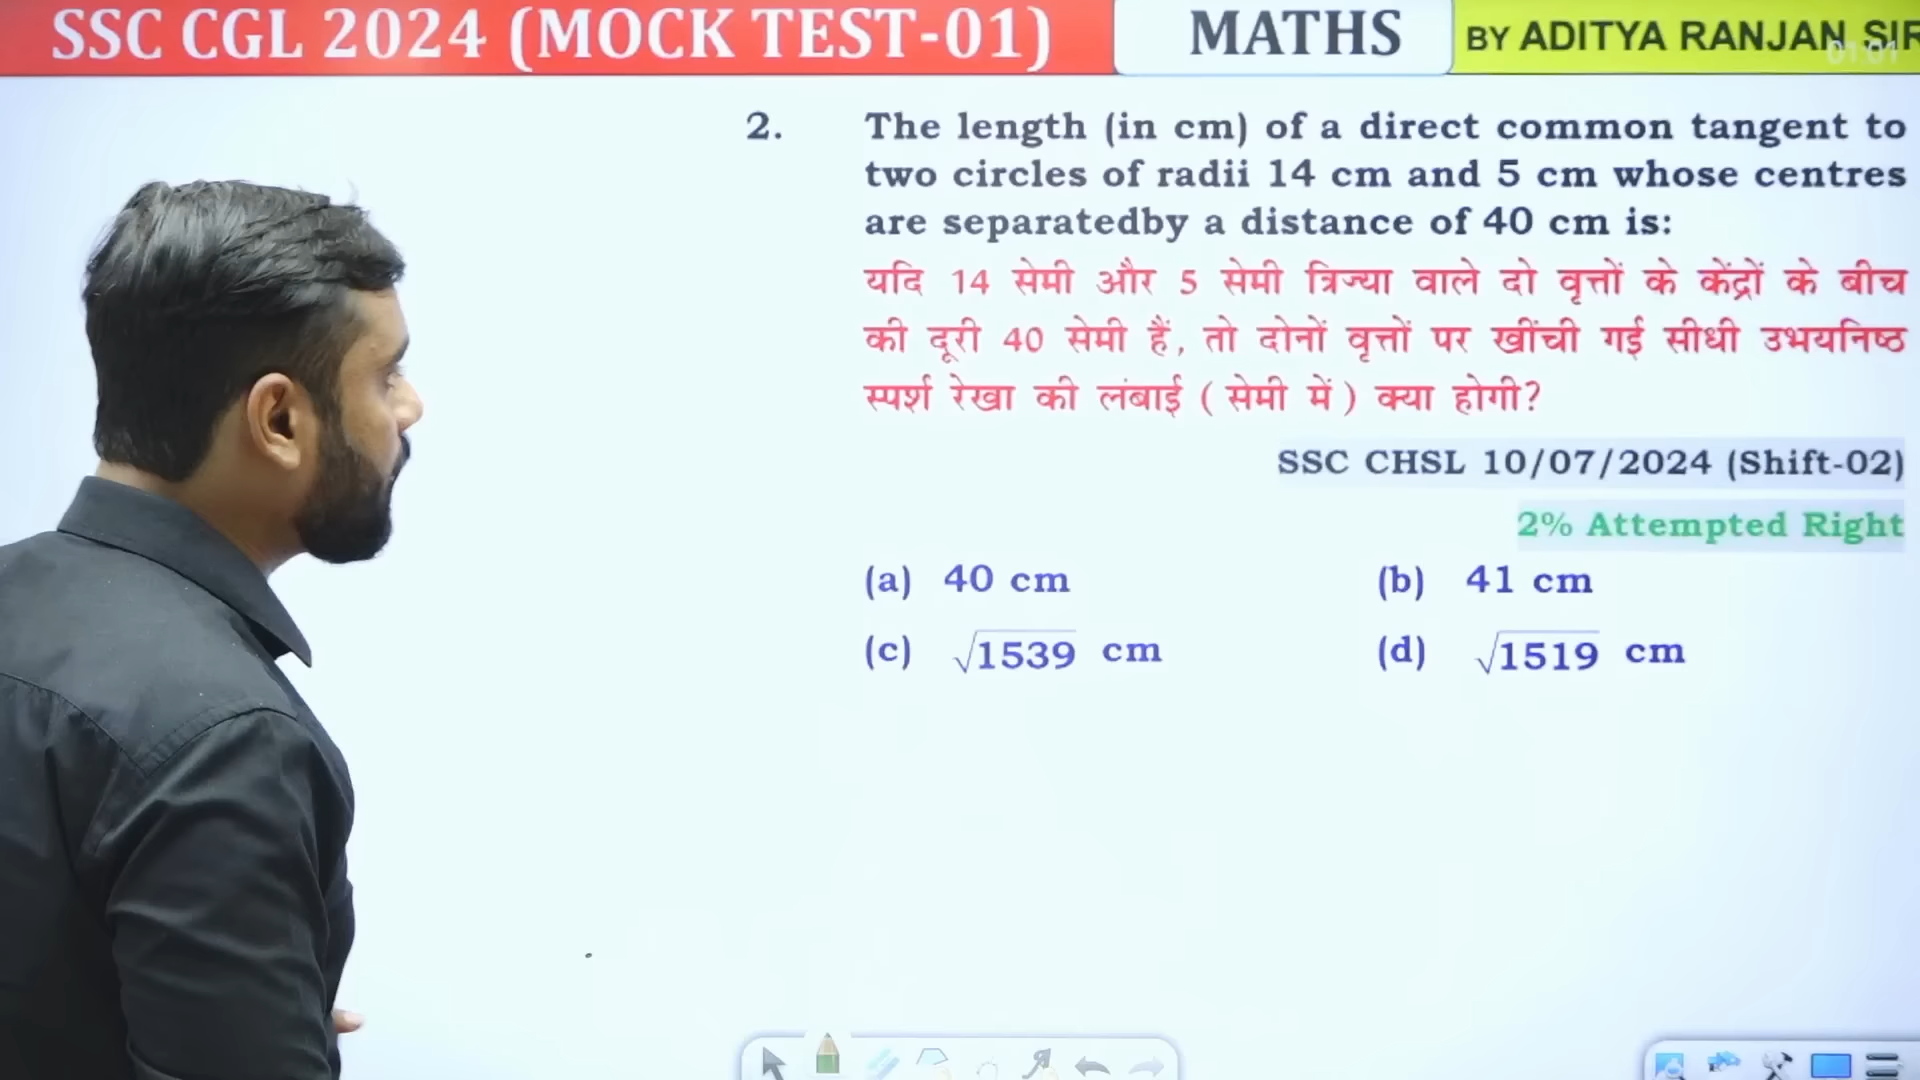 SSC CGL 2024 (MOCK TEST-01)
MATHS
BY ADITYA RANJAN SIR
01:01
2. The length (in cm) of a direct common tangent to
two circles of radii 14 cm and 5 cm whose centres
are separatedby a distance of 40 cm is:
यदि 14 सेमी और 5 सेमी त्रिज्या वाले दो वृत्तों के केंद्रों के बीच
की दूरी 40 सेमी हैं, तो दोनों वृत्तों पर खींची गई सीधी उभयनिष्ठ
स्पर्श रेखा की लंबाई ( सेमी में ) क्या होगी?
SSC CHSL 10/07/2024 (Shift-02)
2% Attempted Right
(a) 40 cm (b) 41 cm
(c) √1539 cm (d) √1519 cm